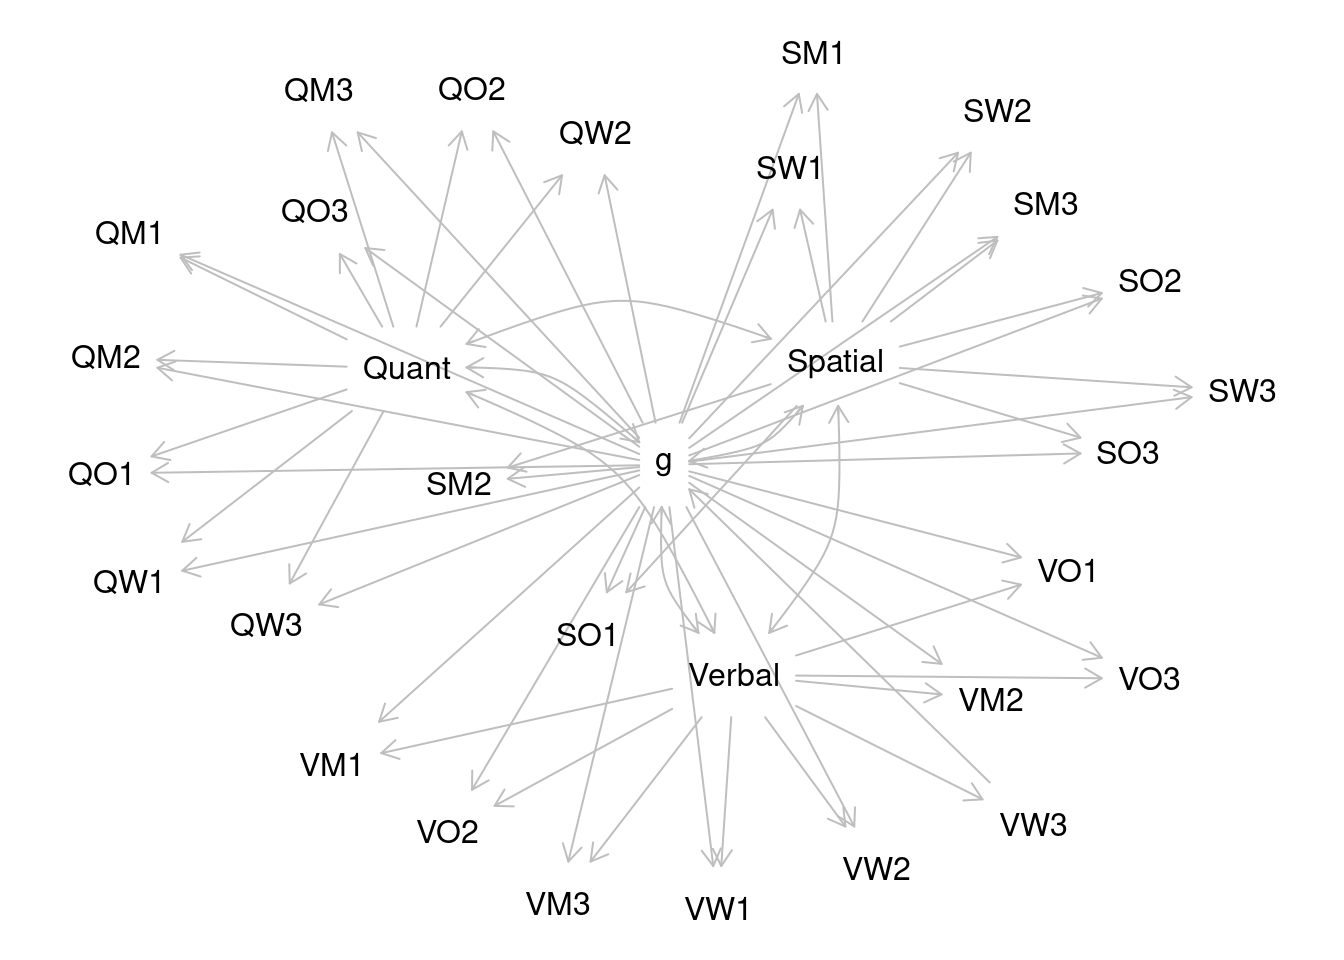 SM1
QM3
QO2
SW2
QW2
SW1
SM3
QO3
QM1
SO2
QM2
Quant
Spatial
SW3
SO3
g
QO1
SM2
VO1
QW1
QW3
SO1
Verbal
VO3
VM2
VM1
VW3
VO2
VW2
VM3
VW1